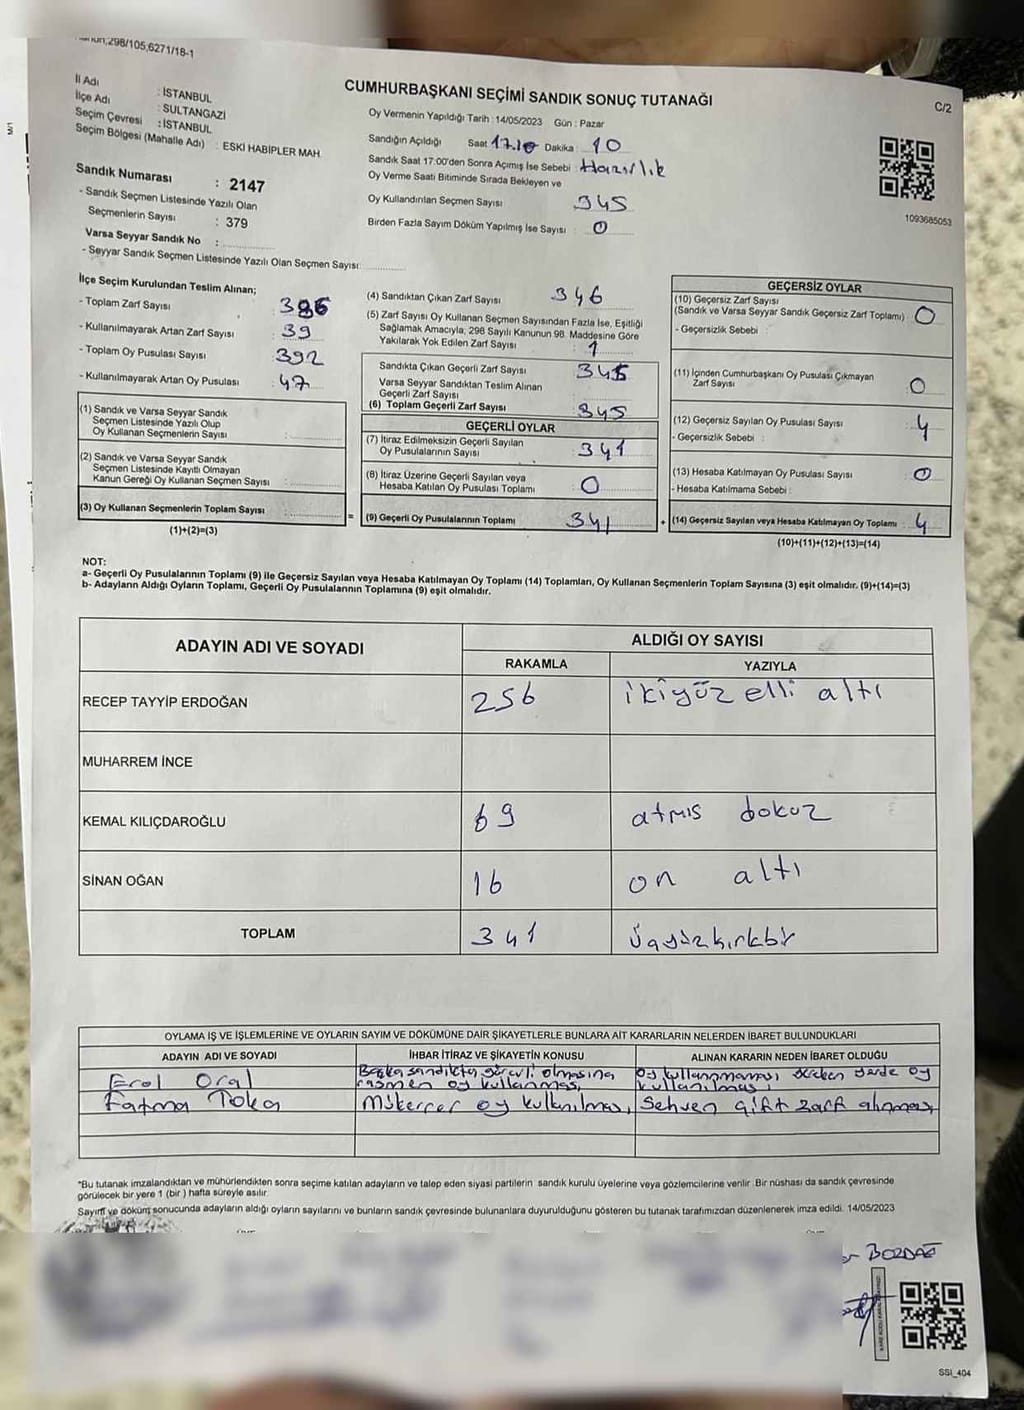 298/105,6271/18-1
C/2
CUMHURBAŞKANI SEÇİMİ SANDIK SONUÇ TUTANAĞI
İl Adı : İSTANBUL
İlçe Adı : SULTANGAZİ
Seçim Çevresi : İSTANBUL
Seçim Bölgesi (Mahalle Adı) : ESKİ HABİPLER MAH.
Sandık Numarası : 2147
- Sandık Seçmen Listesinde Yazılı Olan
Seçmenlerin Sayısı : 379
Varsa Seyyar Sandık No :
- Seyyar Sandık Seçmen Listesinde Yazılı Olan Seçmen Sayısı:
Oy Vermenin Yapıldığı Tarih : 14/05/2023 Gün : Pazar
Sandığın Açıldığı Saat 17.10 Dakika : 10
Sandık Saat 17:00'den Sonra Açımış İse Sebebi : Hazırlık
Oy Verme Saati Bitiminde Sırada Bekleyen ve
Oy Kullandırılan Seçmen Sayısı 345
Birden Fazla Sayım Döküm Yapılmış İse Sayısı : 0
1093685053
İlçe Seçim Kurulundan Teslim Alınan;
- Toplam Zarf Sayısı : 386
- Kullanılmayarak Artan Zarf Sayısı : 39
- Toplam Oy Pusulası Sayısı : 392
- Kullanılmayarak Artan Oy Pusulası : 47
(1) Sandık ve Varsa Seyyar Sandık
Seçmen Listesinde Yazılı Olup
Oy Kullanan Seçmenlerin Sayısı :
(2) Sandık ve Varsa Seyyar Sandık
Seçmen Listesinde Kayıtlı Olmayan
Kanun Gereği Oy Kullanan Seçmen Sayısı :
(3) Oy Kullanan Seçmenlerin Toplam Sayısı :
(1)+(2)=(3)
=
(4) Sandıktan Çıkan Zarf Sayısı : 346
(5) Zarf Sayısı Oy Kullanan Seçmen Sayısından Fazla İse, Eşitliği
Sağlamak Amacıyla, 298 Sayılı Kanunun 98. Maddesine Göre
Yakılarak Yok Edilen Zarf Sayısı : 1
Sandıkta Çıkan Geçerli Zarf Sayısı : 345
Varsa Seyyar Sandıktan Teslim Alınan
Geçerli Zarf Sayısı :
(6) Toplam Geçerli Zarf Sayısı : 345
GEÇERLİ OYLAR
(7) İtiraz Edilmeksizin Geçerli Sayılan
Oy Pusulalarının Sayısı : 341
(8) İtiraz Üzerine Geçerli Sayılan veya
Hesaba Katılan Oy Pusulası Toplamı : 0
(9) Geçerli Oy Pusulalarının Toplamı : 341
+
GEÇERSİZ OYLAR
(10) Geçersiz Zarf Sayısı
(Sandık ve Varsa Seyyar Sandık Geçersiz Zarf Toplamı) : 0
- Geçersizlik Sebebi :
(11) İçinden Cumhurbaşkanı Oy Pusulası Çıkmayan
Zarf Sayısı : 0
(12) Geçersiz Sayılan Oy Pusulası Sayısı : 4
- Geçersizlik Sebebi :
(13) Hesaba Katılmayan Oy Pusulası Sayısı : 0
- Hesaba Katılmama Sebebi :
(14) Geçersiz Sayılan veya Hesaba Katılmayan Oy Toplamı : 4
(10)+(11)+(12)+(13)=(14)
NOT:
a- Geçerli Oy Pusulalarının Toplamı (9) ile Geçersiz Sayılan veya Hesaba Katılmayan Oy Toplamı (14) Toplamları, Oy Kullanan Seçmenlerin Toplam Sayısına (3) eşit olmalıdır. (9)+(14)=(3)
b- Adayların Aldığı Oyların Toplamı, Geçerli Oy Pusulalarının Toplamına (9) eşit olmalıdır.
ADAYIN ADI VE SOYADI
ALDIĞI OY SAYISI
RAKAMLA YAZIYLA
RECEP TAYYİP ERDOĞAN 256 ikiyüz elli altı
MUHARREM İNCE
KEMAL KILIÇDAROĞLU 69 atmıs dokuz
SİNAN OĞAN 16 on altı
TOPLAM 341 üçyüzkırkbir
OYLAMA İŞ VE İŞLEMLERİNE VE OYLARIN SAYIM VE DÖKÜMÜNE DAİR ŞİKAYETLERLE BUNLARA AİT KARARLARIN NELERDEN İBARET BULUNDUKLARI
ADAYIN ADI VE SOYADI İHBAR İTİRAZ VE ŞİKAYETİN KONUSU ALINAN KARARIN NEDEN İBARET OLDUĞU
Erol Oral Başka sandıkta görevli olmasına rağmen oy kullanması, oy kullanmaması gereken yerde oy kullanılması,
Fatma Toka Mükerrer oy kullanılması, Sehven çift zarf alınması,
*Bu tutanak imzalandıktan ve mühürlendikten sonra seçime katılan adayların ve talep eden siyasi partilerin sandık kurulu üyelerine veya gözlemcilerine verilir. Bir nüshası da sandık çevresinde
görülecek bir yere 1 (bir) hafta süreyle asılır.
Sayım ve döküm sonucunda adayların aldığı oyların sayılarını ve bunların sandık çevresinde bulunanlara duyurulduğunu gösteren bu tutanak tarafımızdan düzenlenerek imza edildi. 14/05/2023
BOZDAĞ
SSI_404